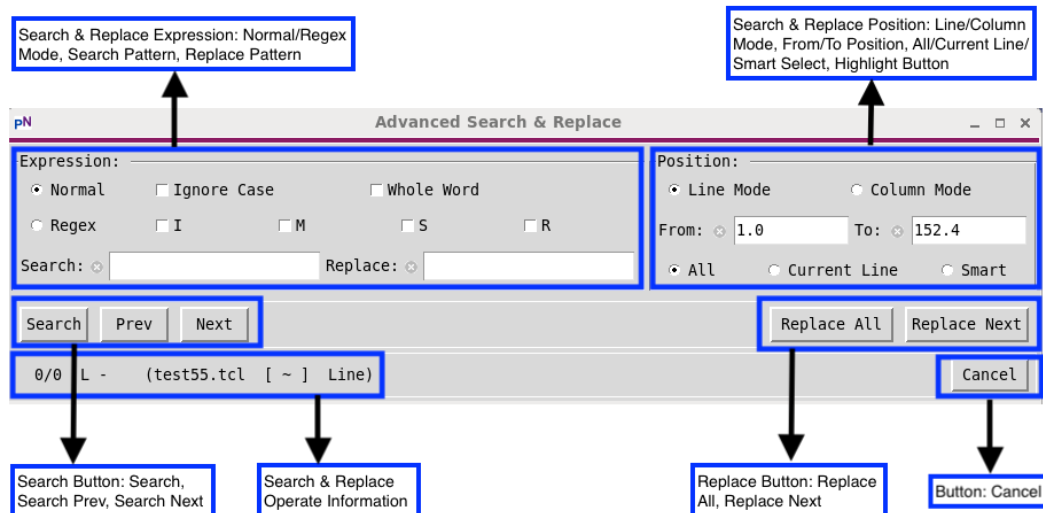 Search & Replace Expression: Normal/Regex
Mode, Search Pattern, Replace Pattern
Search & Replace Position: Line/Column
Mode, From/To Position, All/Current Line/
Smart Select, Highlight Button
PN Advanced Search & Replace
Expression:
Normal Ignore Case Whole Word
Regex I M S R
Search: Replace:
Position:
Line Mode Column Mode
From: 1.0 To: 152.4
All Current Line Smart
Search Prev Next Replace All Replace Next
0/0 L - (test55.tcl [ ~ ] Line) Cancel
Search Button: Search,
Search Prev, Search Next
Search & Replace
Operate Information
Replace Button: Replace
All, Replace Next
Button: Cancel